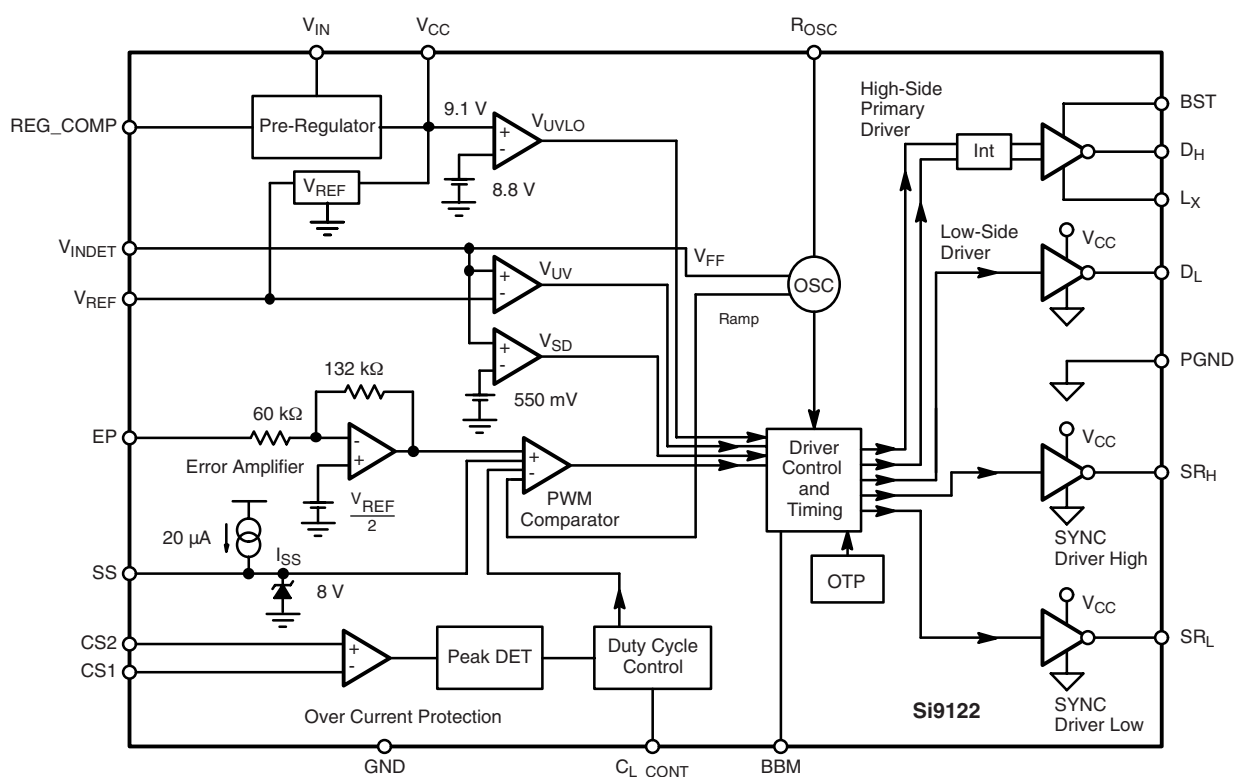 V_IN
V_CC
R_OSC
REG_COMP
Pre-Regulator
9.1 V
V_UVLO
High-Side
Primary
Driver
Int
BST
D_H
L_X
+
-
8.8 V
V_REF
V_INDET
V_REF
+
-
V_UV
V_FF
OSC
Ramp
Low-Side
Driver
V_CC
D_L
+
-
V_SD
550 mV
PGND
132 kΩ
60 kΩ
EP
Error Amplifier
-
+
V_REF
2
+
-
PWM
Comparator
Driver
Control
and
Timing
V_CC
SR_H
SYNC
Driver High
20 µA
I_SS
SS
8 V
OTP
V_CC
SR_L
SYNC
Driver Low
CS2
CS1
+
-
Peak DET
Duty Cycle
Control
Over Current Protection
Si9122
GND
C_L_CONT
BBM